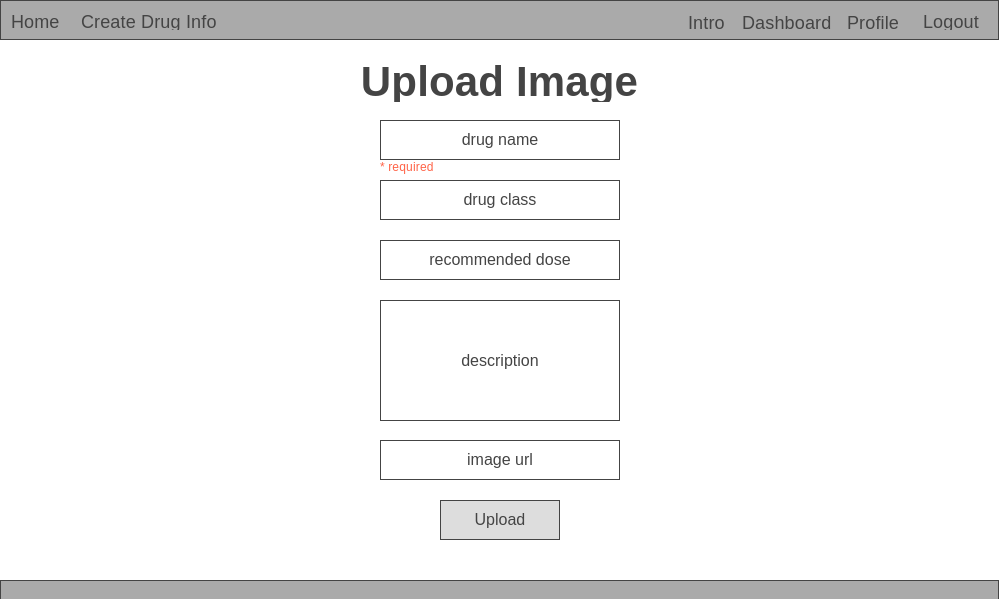 Home Create Drug Info Intro Dashboard Profile Logout
Upload Image
drug name
* required
drug class
recommended dose
description
image url
Upload